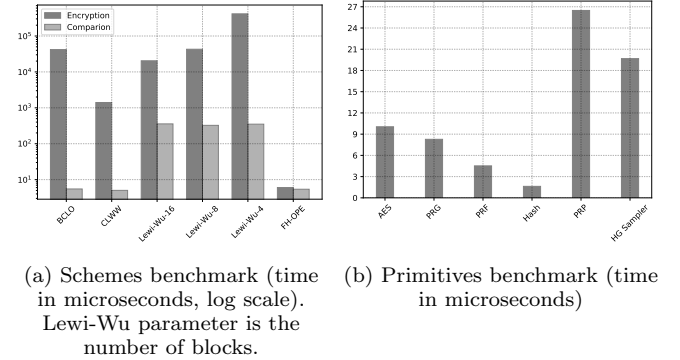 Encryption
Comparion
10^5
10^4
10^3
10^2
10^1
BCLO
CLWW
Lewi-Wu-16
Lewi-Wu-8
Lewi-Wu-4
FH-OPE
27
24
21
18
15
12
9
6
3
0
AES
PRG
PRF
Hash
PRP
HG Sampler
(a) Schemes benchmark (time
in microseconds, log scale).
Lewi-Wu parameter is the
number of blocks.
(b) Primitives benchmark (time
in microseconds)